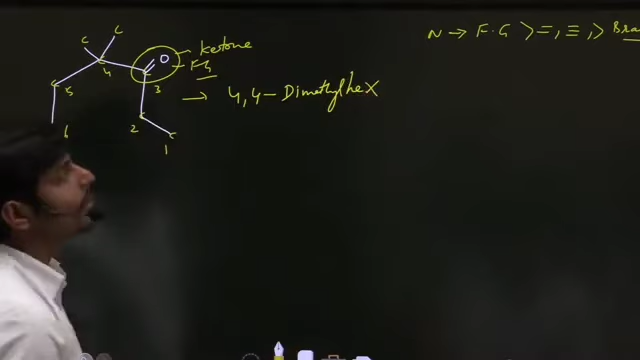 N → F.G > =, ≡, > Bra
C C
O
Ketone
F.G
C 4 C 3
C 5
6
C 2
C 1
→ 4,4 - Dimethylhex